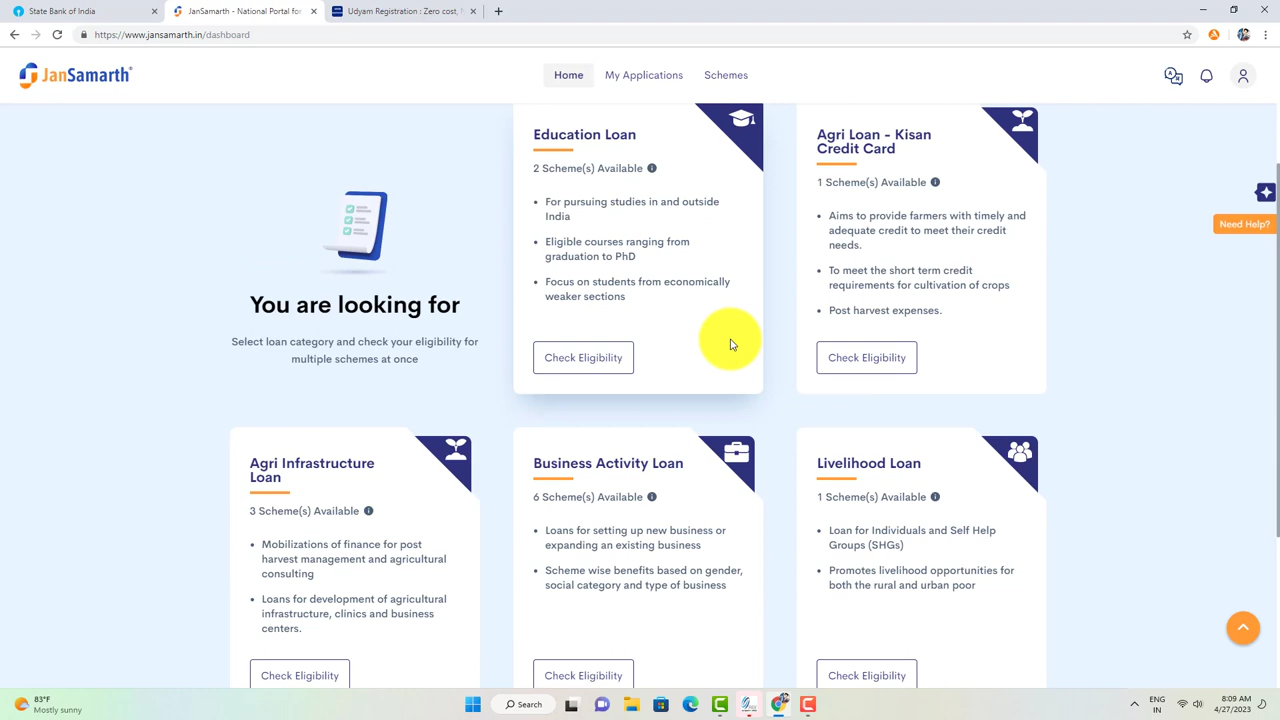 State Bank of India
JanSamarth - National Portal for
Udyam Registration : Zero cost,
https://www.jansamarth.in/dashboard
JanSamarth
Home
My Applications
Schemes
You are looking for
Select loan category and check your eligibility for
multiple schemes at once
Education Loan
2 Scheme(s) Available
For pursuing studies in and outside
India
Eligible courses ranging from
graduation to PhD
Focus on students from economically
weaker sections
Check Eligibility
Agri Loan - Kisan
Credit Card
1 Scheme(s) Available
Aims to provide farmers with timely and
adequate credit to meet their credit
needs.
To meet the short term credit
requirements for cultivation of crops
Post harvest expenses.
Check Eligibility
Need Help?
Agri Infrastructure
Loan
3 Scheme(s) Available
Mobilizations of finance for post
harvest management and agricultural
consulting
Loans for development of agricultural
infrastructure, clinics and business
centers.
Check Eligibility
Business Activity Loan
6 Scheme(s) Available
Loans for setting up new business or
expanding an existing business
Scheme wise benefits based on gender,
social category and type of business
Check Eligibility
Livelihood Loan
1 Scheme(s) Available
Loan for Individuals and Self Help
Groups (SHGs)
Promotes livelihood opportunities for
both the rural and urban poor
Check Eligibility
83°F
Mostly sunny
Search
ENG
IN
8:09 AM
4/27/2023